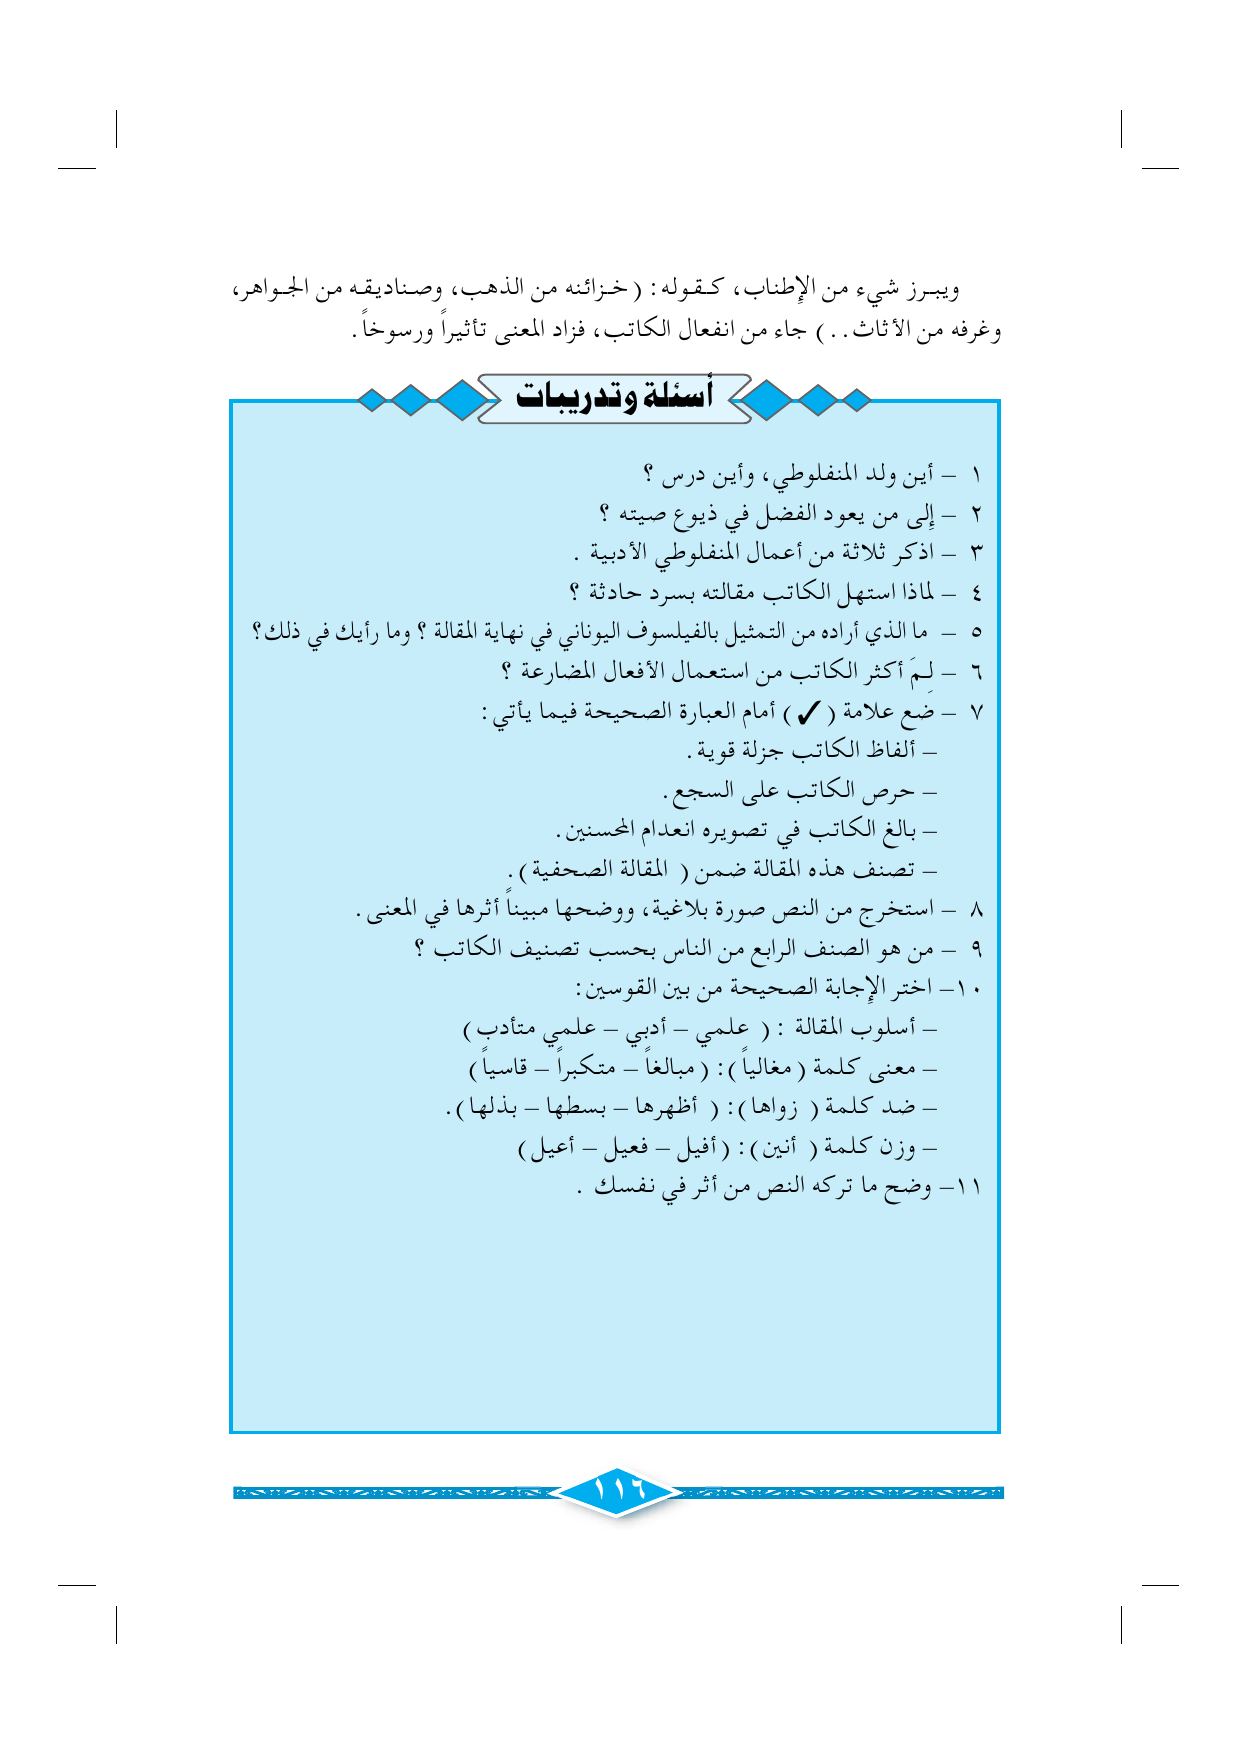 ويبرز شيء من الإطناب، كقوله: (خزائنه من الذهب، وصناديقه من الجواهر،
وغرفه من الأثاث..) جاء من انفعال الكاتب، فزاد المعنى تأثيراً ورسوخاً.
أسئلة وتدريبات
١ – أين ولد المنفلوطي، وأين درس ؟
٢ – إلى من يعود الفضل في ذيوع صيته ؟
٣ – اذكر ثلاثة من أعمال المنفلوطي الأدبية .
٤ – لماذا استهل الكاتب مقالته بسرد حادثة ؟
٥ – ما الذي أراده من التمثيل بالفيلسوف اليوناني في نهاية المقالة ؟ وما رأيك في ذلك؟
٦ – لِمَ أكثر الكاتب من استعمال الأفعال المضارعة ؟
٧ – ضَع علامة (✓) أمام العبارة الصحيحة فيما يأتي:
– ألفاظ الكاتب جزلة قوية.
– حرص الكاتب على السجع.
– بالغ الكاتب في تصويره انعدام المحسنين.
– تصنف هذه المقالة ضمن ( المقالة الصحفية).
٨ – استخرج من النص صورة بلاغية، ووضحها مبيناً أثرها في المعنى.
٩ – من هو الصنف الرابع من الناس بحسب تصنيف الكاتب ؟
١٠– اختر الإجابة الصحيحة من بين القوسين:
– أسلوب المقالة : ( علمي – أدبي – علمي متأدب)
– معنى كلمة (مغالياً): (مبالغاً – متكبراً – قاسياً)
– ضد كلمة ( زواها): ( أظهرها – بسطها – بذلها).
– وزن كلمة ( أنين): (أفيل – فعيل – أعيل)
١١– وضح ما تركه النص من أثر في نفسك .
١١٦